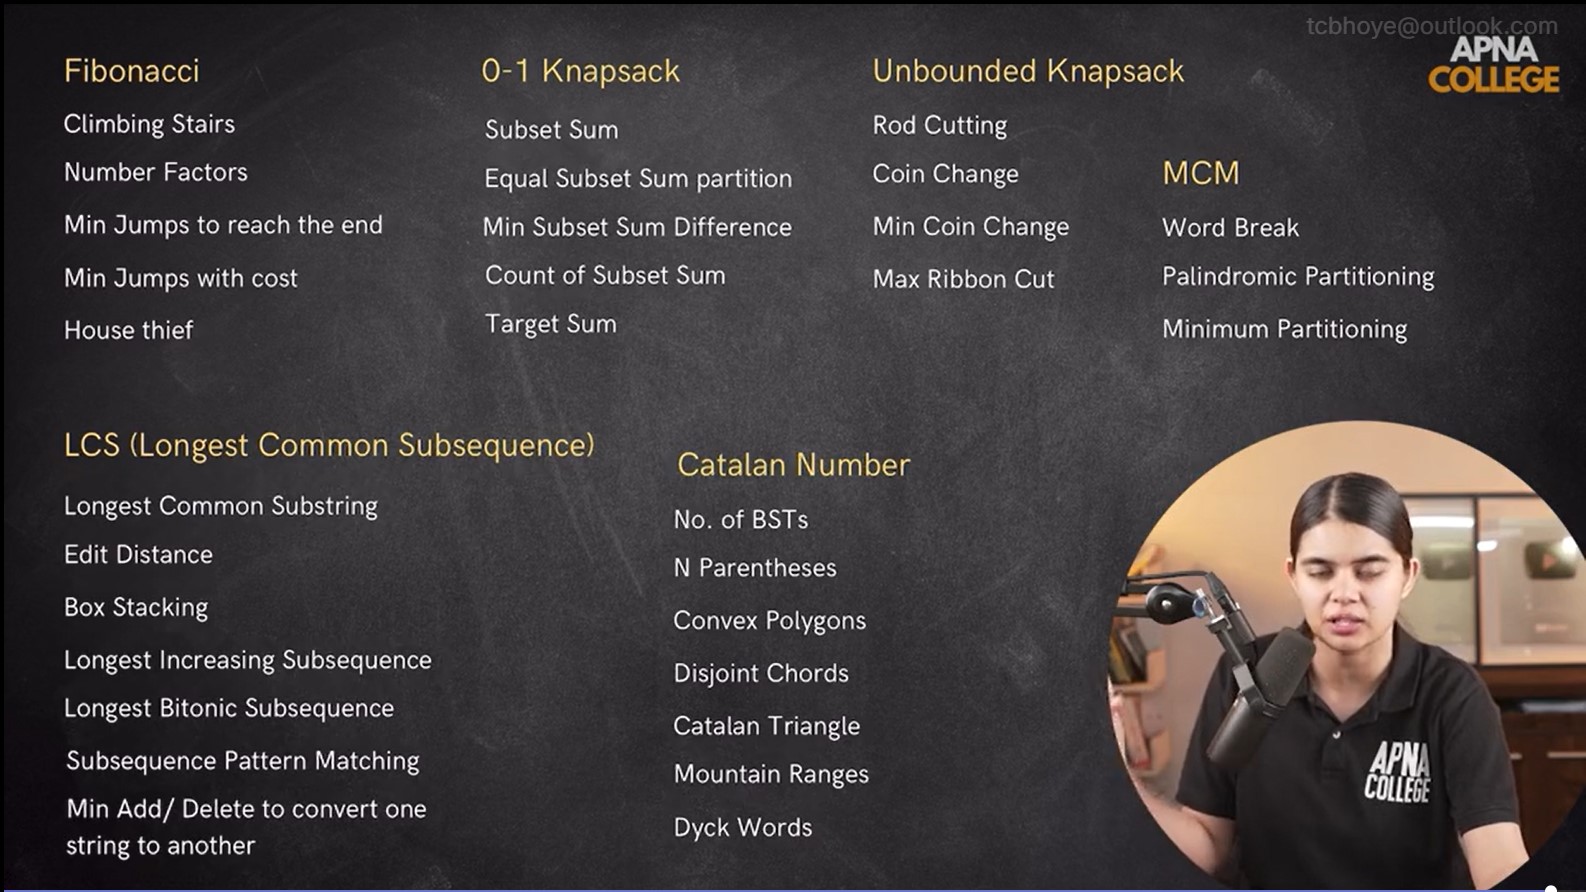 tcbhoye@outlook.com
APNA
COLLEGE
Fibonacci
Climbing Stairs
Number Factors
Min Jumps to reach the end
Min Jumps with cost
House thief
0-1 Knapsack
Subset Sum
Equal Subset Sum partition
Min Subset Sum Difference
Count of Subset Sum
Target Sum
Unbounded Knapsack
Rod Cutting
Coin Change
Min Coin Change
Max Ribbon Cut
MCM
Word Break
Palindromic Partitioning
Minimum Partitioning
LCS (Longest Common Subsequence)
Longest Common Substring
Edit Distance
Box Stacking
Longest Increasing Subsequence
Longest Bitonic Subsequence
Subsequence Pattern Matching
Min Add/ Delete to convert one
string to another
Catalan Number
No. of BSTs
N Parentheses
Convex Polygons
Disjoint Chords
Catalan Triangle
Mountain Ranges
Dyck Words
APNA
COLLEGE